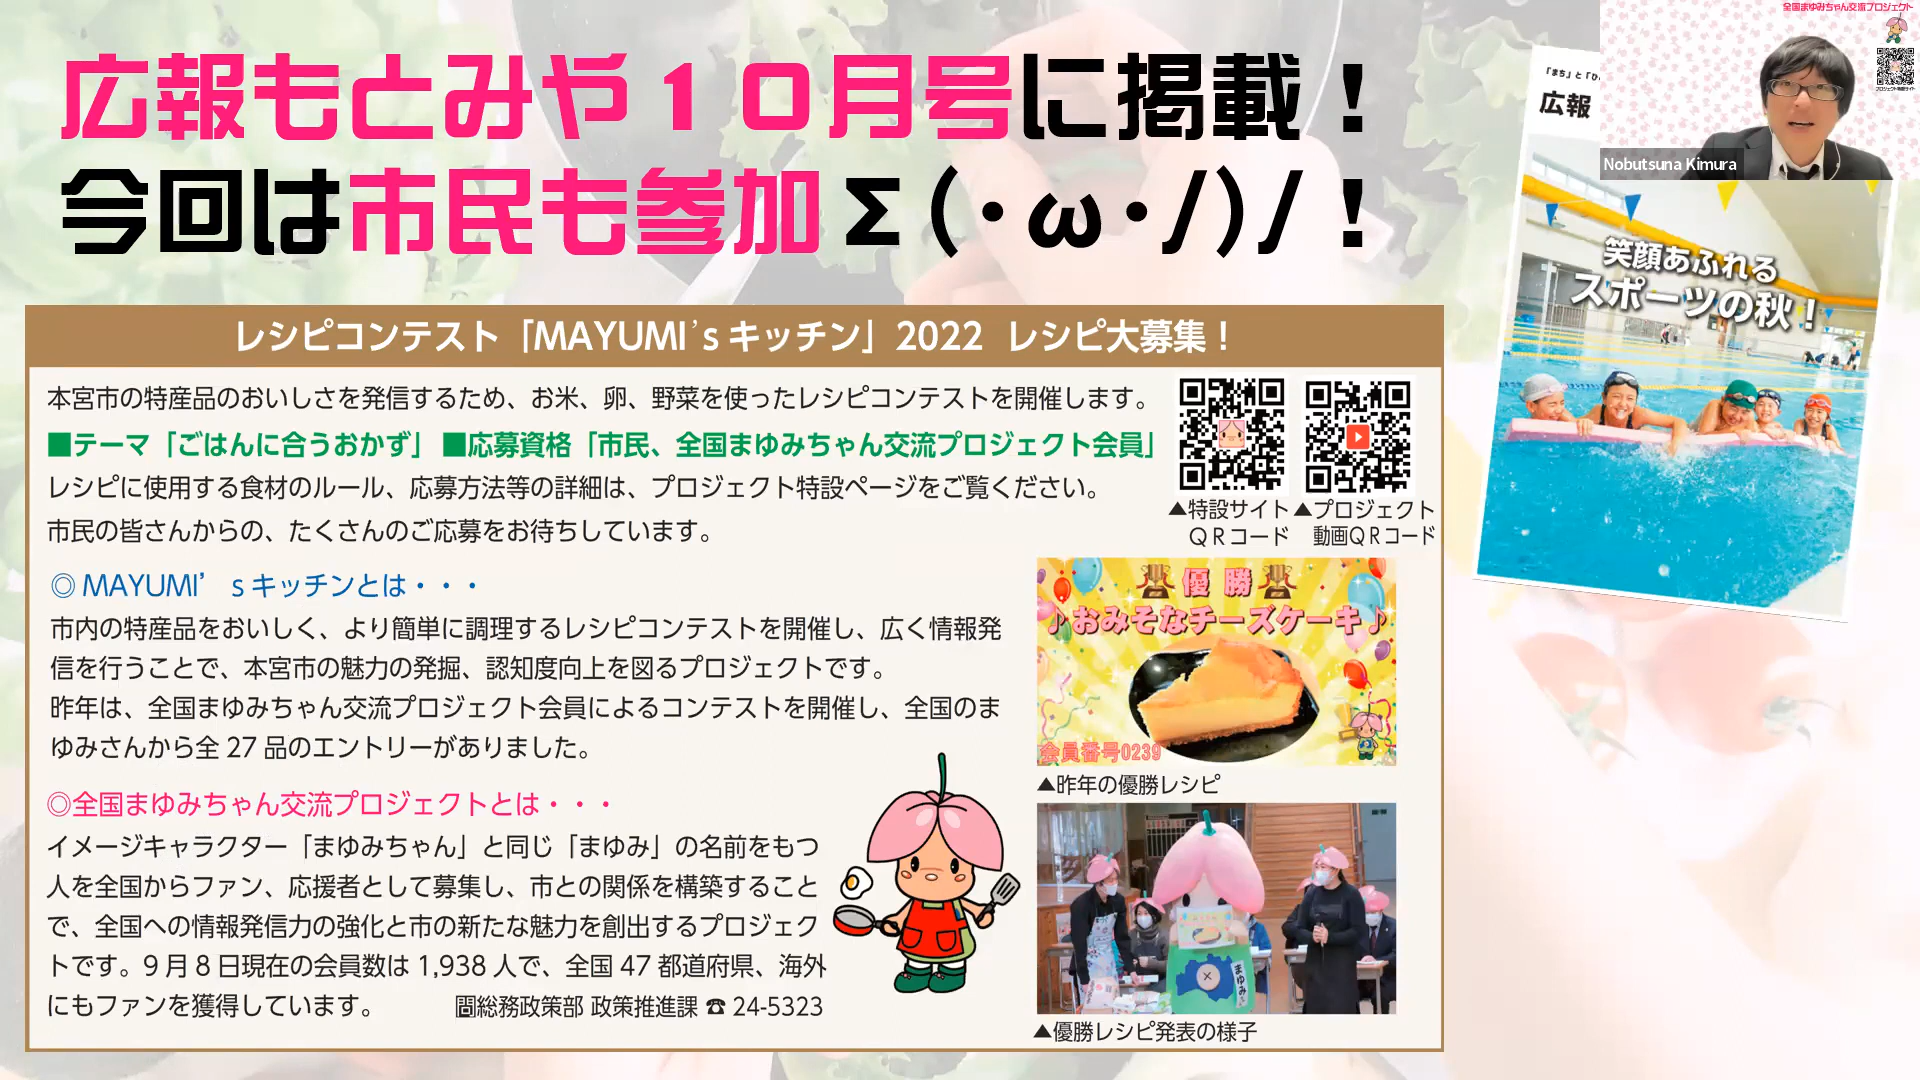 広報もとみや１０月号に掲載！
今回は市民も参加Σ(・ω・ﾉ)ﾉ！
全国まゆみちゃん交流プロジェクト
プロジェクト特設サイト
Nobutsuna Kimura
広報
笑顔あふれる
スポーツの秋！
レシピコンテスト「MAYUMI'sキッチン」2022 レシピ大募集！
本宮市の特産品のおいしさを発信するため、お米、卵、野菜を使ったレシピコンテストを開催します。
■テーマ「ごはんに合うおかず」 ■応募資格「市民、全国まゆみちゃん交流プロジェクト会員」
レシピに使用する食材のルール、応募方法等の詳細は、プロジェクト特設ページをご覧ください。
市民の皆さんからの、たくさんのご応募をお待ちしています。
▲特設サイト
ＱＲコード
▲プロジェクト
動画ＱＲコード
◎MAYUMI’sキッチンとは・・・
市内の特産品をおいしく、より簡単に調理するレシピコンテストを開催し、広く情報発
信を行うことで、本宮市の魅力の発掘、認知度向上を図るプロジェクトです。
昨年は、全国まゆみちゃん交流プロジェクト会員によるコンテストを開催し、全国のま
ゆみさんから全27品のエントリーがありました。
◎全国まゆみちゃん交流プロジェクトとは・・・
イメージキャラクター「まゆみちゃん」と同じ「まゆみ」の名前をもつ
人を全国からファン、応援者として募集し、市との関係を構築すること
で、全国への情報発信力の強化と市の新たな魅力を創出するプロジェク
トです。9月8日現在の会員数は1,938人で、全国47都道府県、海外
にもファンを獲得しています。
問総務政策部 政策推進課 ☎24-5323
優勝
♪おみそなチーズケーキ♪
会員番号0239
▲昨年の優勝レシピ
まゆみ
▲優勝レシピ発表の様子